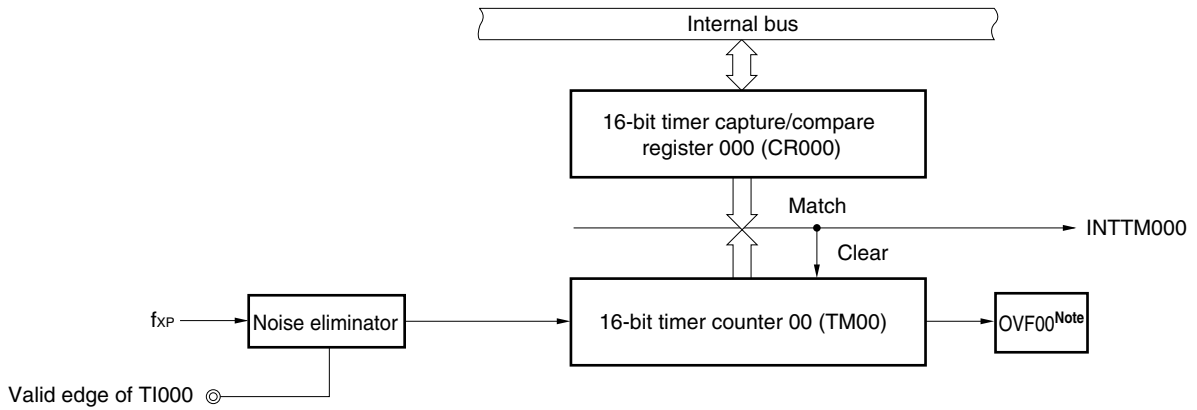 Internal bus
16-bit timer capture/compare
register 000 (CR000)
Match
INTTM000
Clear
fXP
Noise eliminator
16-bit timer counter 00 (TM00)
OVF00Note
Valid edge of TI000